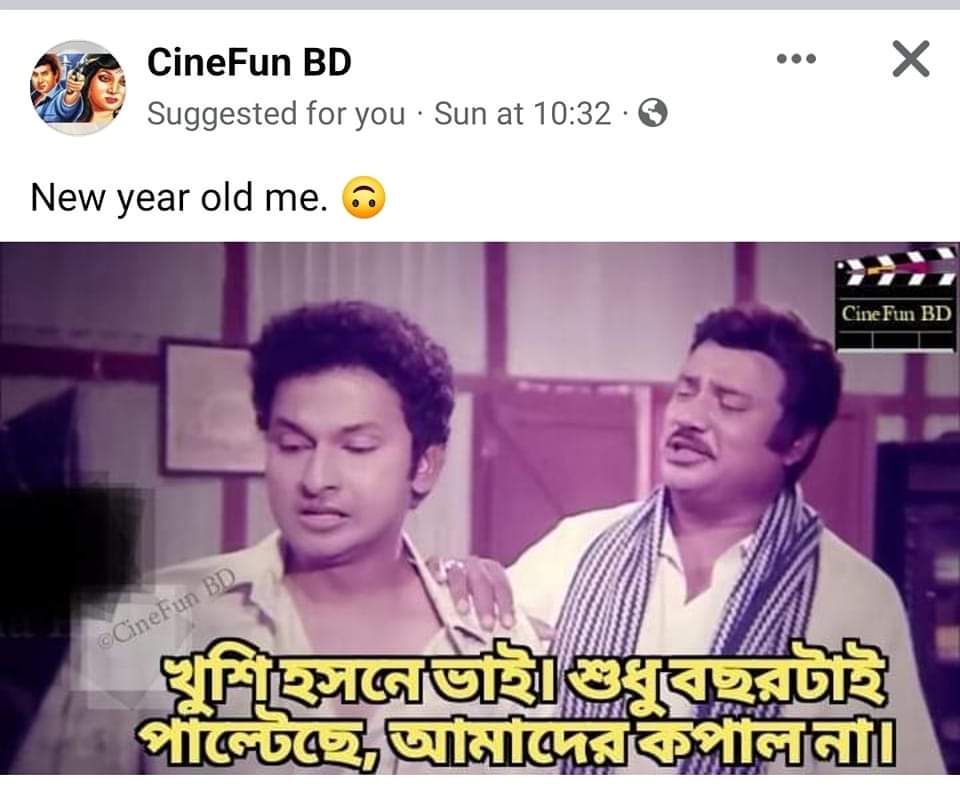 CineFun BD
Suggested for you · Sun at 10:32 ·
New year old me. 🙃
CineFun BD
©CineFun BD
খুশি হসনে ভাই। শুধু বছরটাই
পাল্টেছে, আমাদের কপাল না।